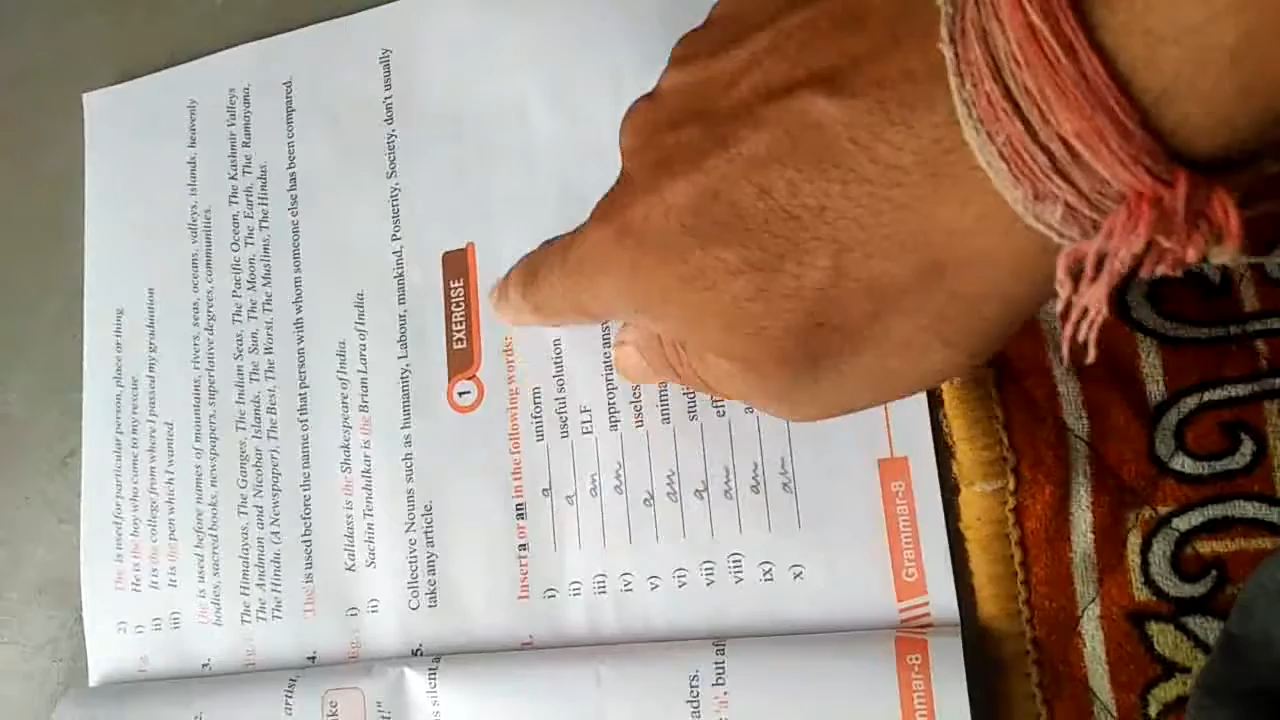 2) The is used for particular person, place or thing
i) He is the boy who came to my rescue
ii) It is the college from where I passed my graduation
iii) It is the pen which I wanted.
3. The is used before names of mountains, rivers, seas, oceans, valleys, islands, heavenly
bodies, sacred books, newspapers, superlative degrees, communities.
The Himalayas, The Ganges, The Indian Seas, The Pacific Ocean, The Kashmir Valleys
The Andman and Nicobar Islands, The Sun, The Moon, The Earth, The Ramayana,
The Hindu (A Newspaper), The Best, The Worst, The Muslims, The Hindus.
4. The is used before the name of that person with whom someone else has been compared.
Eg. i) Kalidass is the Shakespeare of India.
ii) Sachin Tendulkar is the Brian Lara of India.
5. Collective Nouns such as humanity, Labour, mankind, Posterity, Society, don't usually
take any article.
1 EXERCISE
1. Insert a or an in the following words:
i) a uniform
ii) a useful solution
iii) an ELF
iv) an appropriate answ
v) a useles
vi) an anima
vii) a studi
viii) an eff
ix) an a
x) an
Grammar-8
artist,
ike
t!"
s silent a
aders.
'a', but af
mmar-8